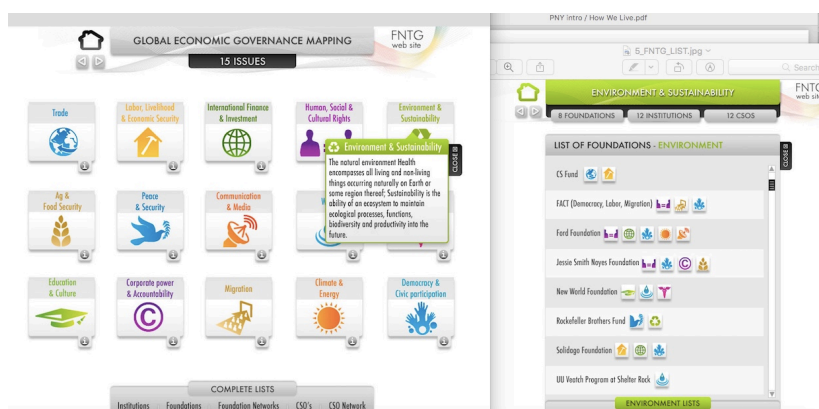 PNY intro / How We Live.pdf
GLOBAL ECONOMIC GOVERNANCE MAPPING
15 ISSUES
FNTG
web site
Trade
Labor, Livelihood
& Economic Security
International Finance
& Investment
Human, Social &
Cultural Rights
Environment &
Sustainability
Environment & Sustainability
The natural environment Health
encompasses all living and non-living
things occurring naturally on Earth or
some region thereof; Sustainability is the
ability of an ecosystem to maintain
ecological processes, functions,
biodiversity and productivity into the
future.
CLOSE
Ag &
Food Security
Peace
& Security
Communication
& Media
Education
& Culture
Corporate power
& Accountability
Migration
Climate &
Energy
Democracy &
Civic participation
COMPLETE LISTS
Institutions Foundations Foundation Networks CSO's CSO Network
5_FNTG_LIST.jpg
Search
ENVIRONMENT & SUSTAINABILITY
FNTG
web sit
8 FOUNDATIONS 12 INSTITUTIONS 12 CSOS
LIST OF FOUNDATIONS - ENVIRONMENT
CLOSE
CS Fund
FACT (Democracy, Labor, Migration)
Ford Foundation
Jessie Smith Noyes Foundation
New World Foundation
Rockefeller Brothers Fund
Solidago Foundation
UU Veatch Program at Shelter Rock
ENVIRONMENT LISTS